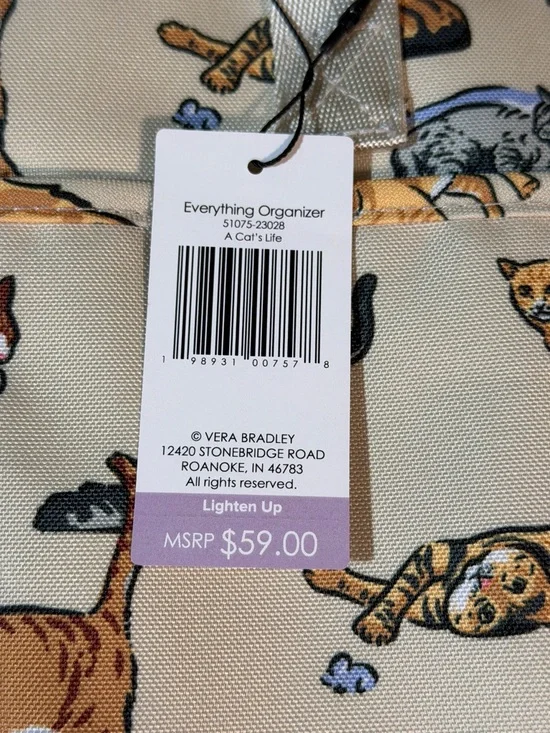 Everything Organizer
51075-23028
A Cat's Life
1 98931 00757 8
© VERA BRADLEY
12420 STONEBRIDGE ROAD
ROANOKE, IN 46783
All rights reserved.
Lighten Up
MSRP $59.00